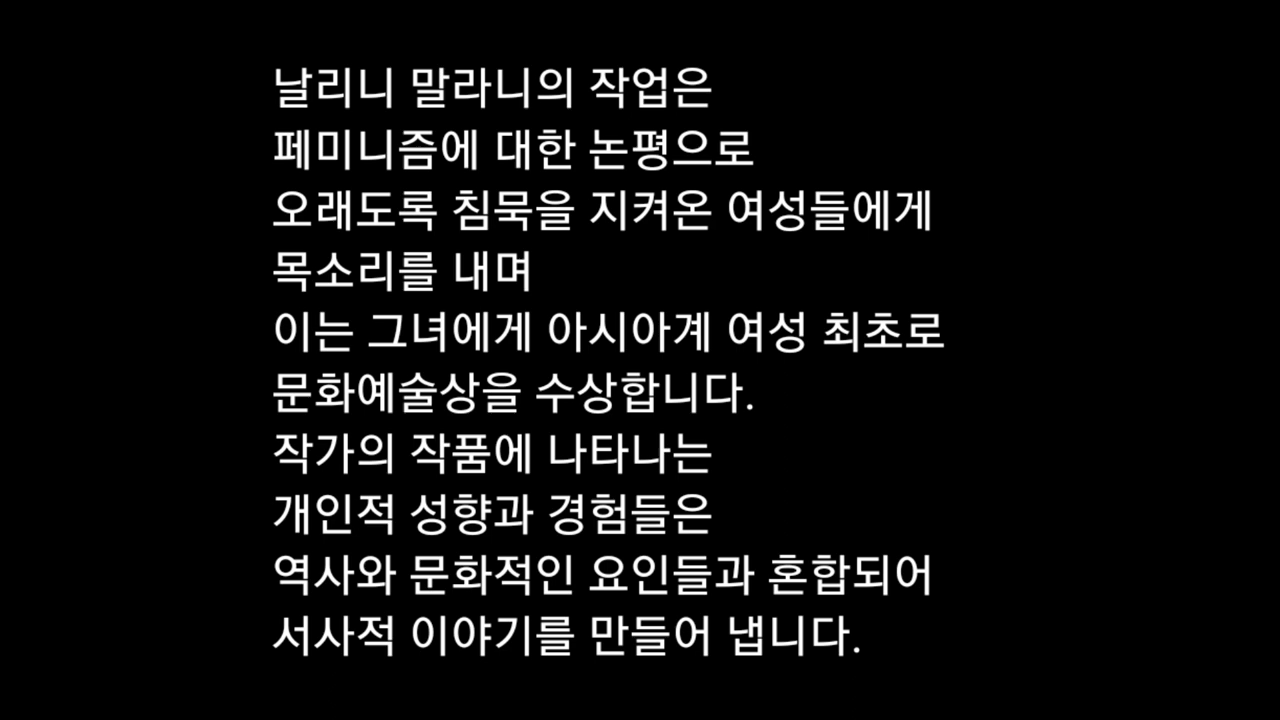 날리니 말라니의 작업은
페미니즘에 대한 논평으로
오래도록 침묵을 지켜온 여성들에게
목소리를 내며
이는 그녀에게 아시아계 여성 최초로
문화예술상을 수상합니다.
작가의 작품에 나타나는
개인적 성향과 경험들은
역사와 문화적인 요인들과 혼합되어
서사적 이야기를 만들어 냅니다.